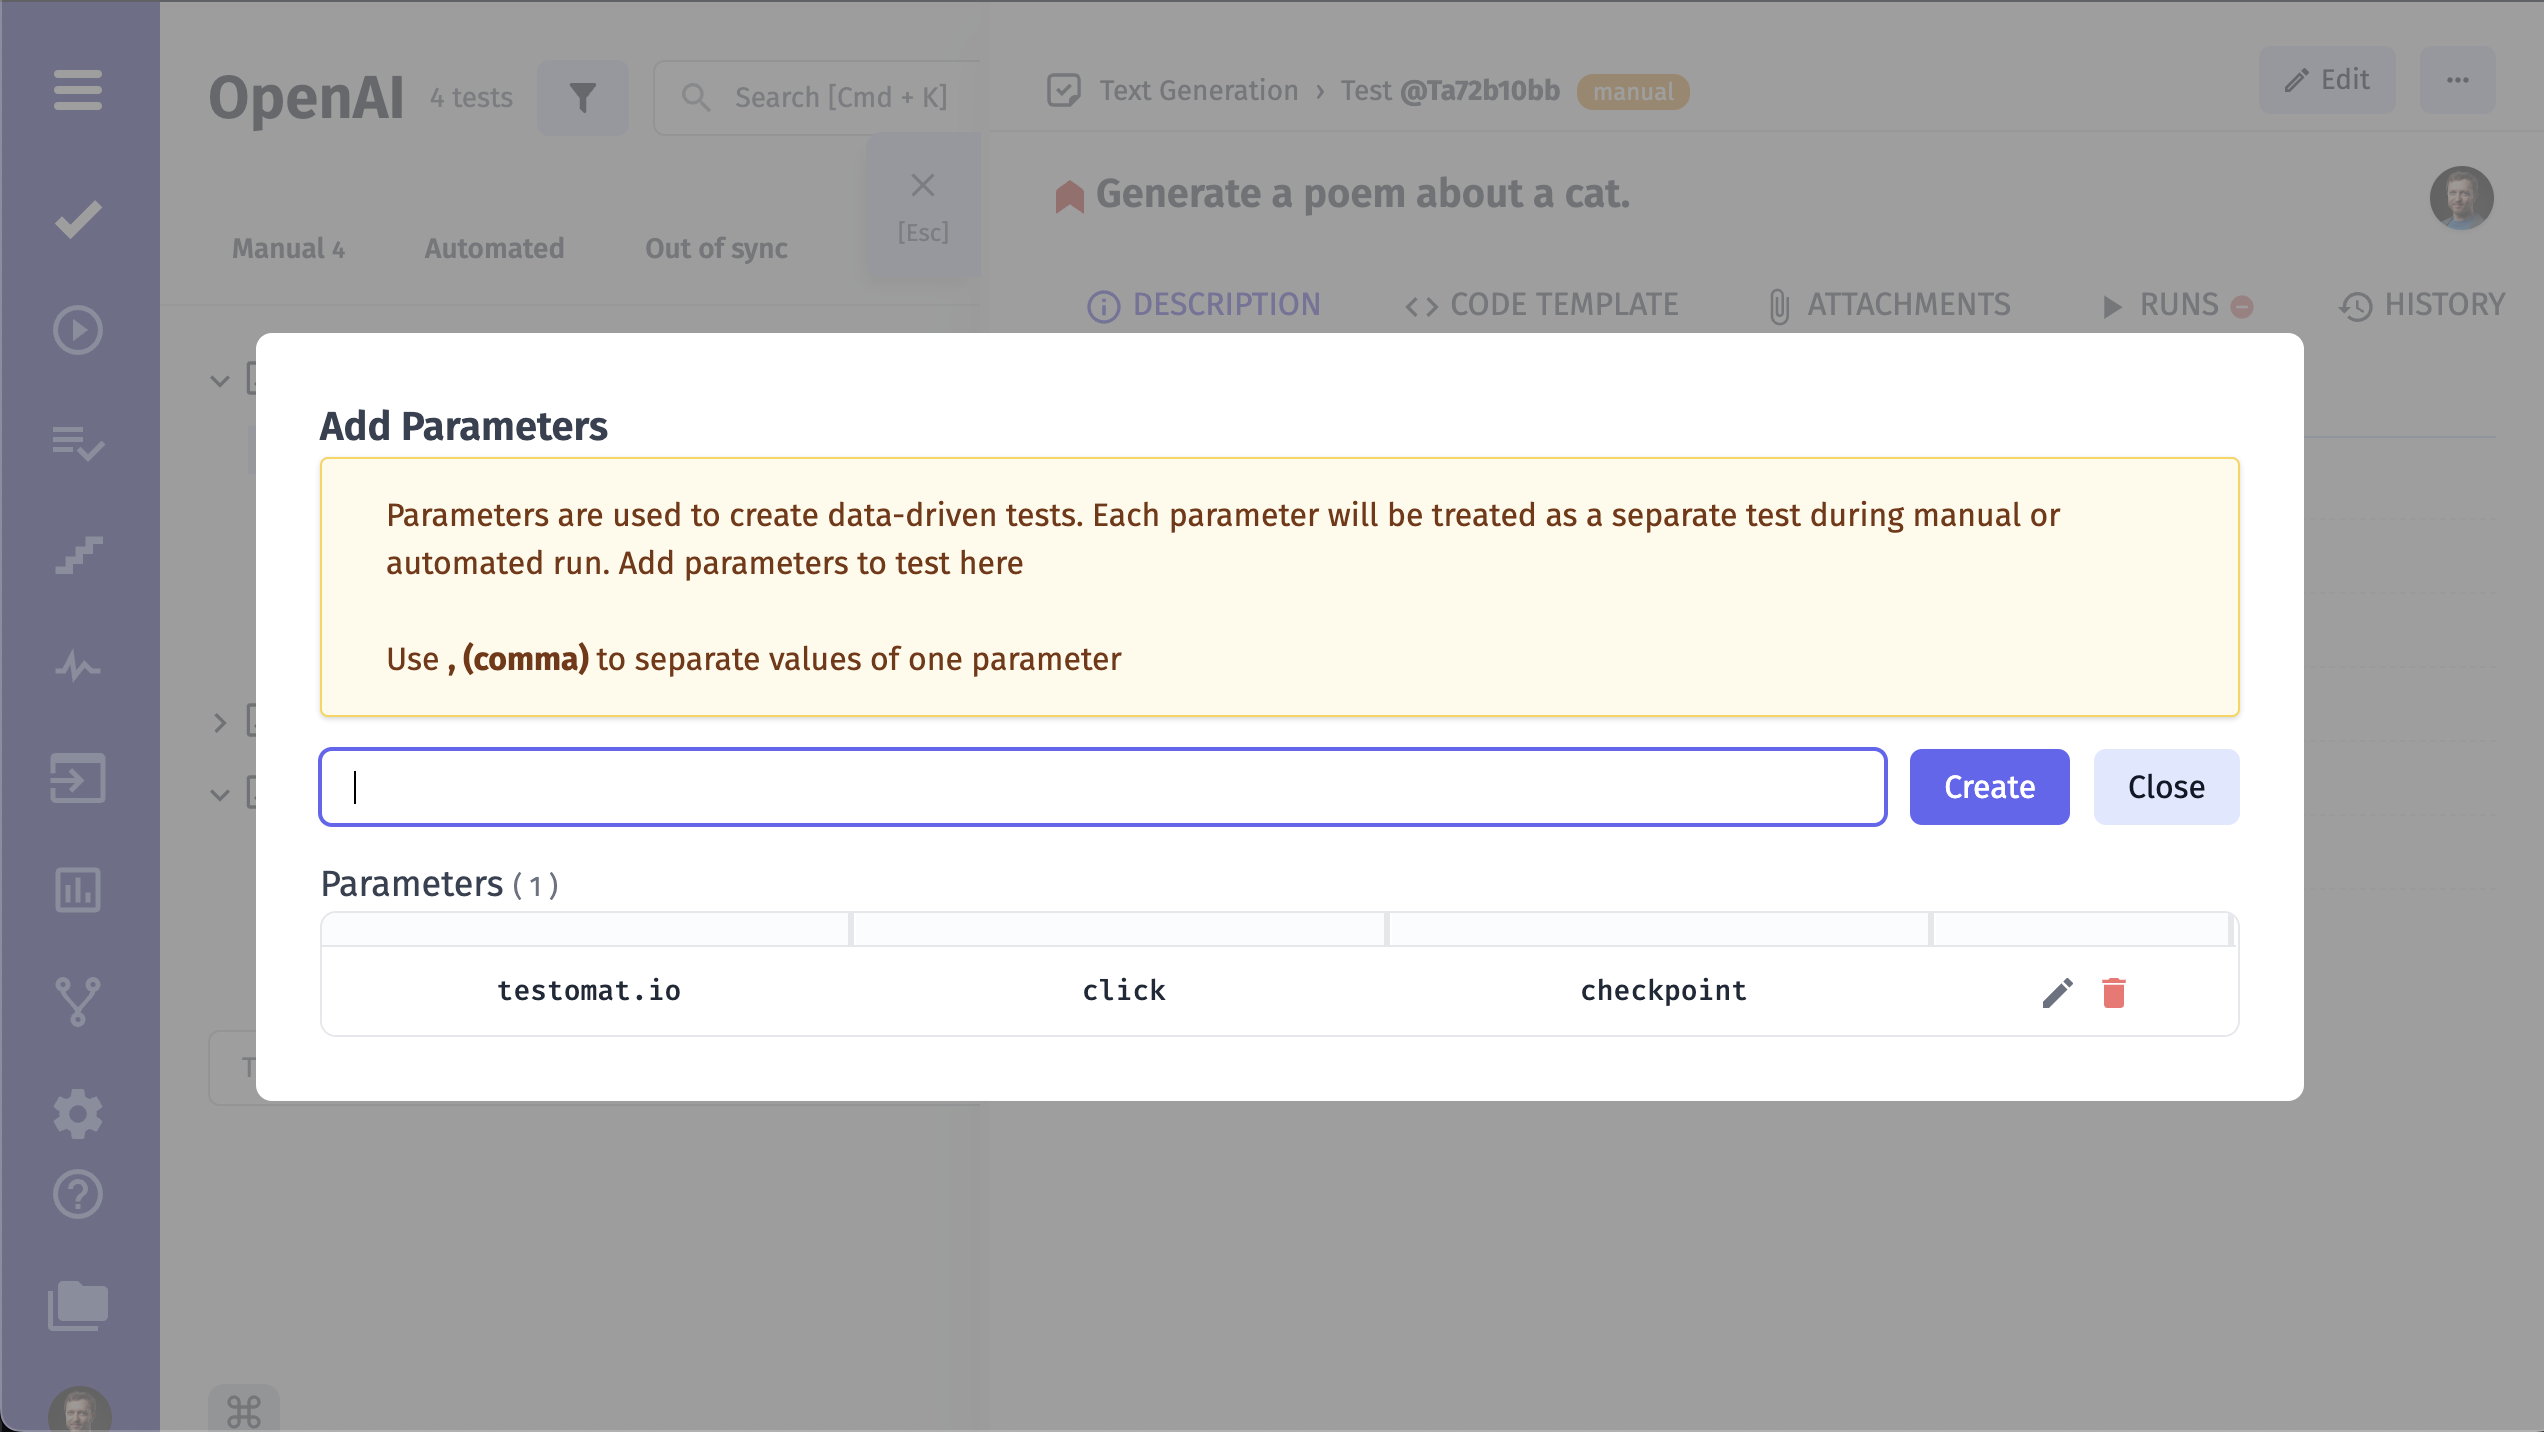 OpenAI 4 tests
Search [Cmd + K]
[Esc]
Manual 4 Automated Out of sync
Text Generation › Test @Ta72b10bb manual
Edit
Generate a poem about a cat.
DESCRIPTION CODE TEMPLATE ATTACHMENTS RUNS HISTORY
Add Parameters
Parameters are used to create data-driven tests. Each parameter will be treated as a separate test during manual or
automated run. Add parameters to test here
Use , (comma) to separate values of one parameter
Create Close
Parameters (1)
testomat.io click checkpoint